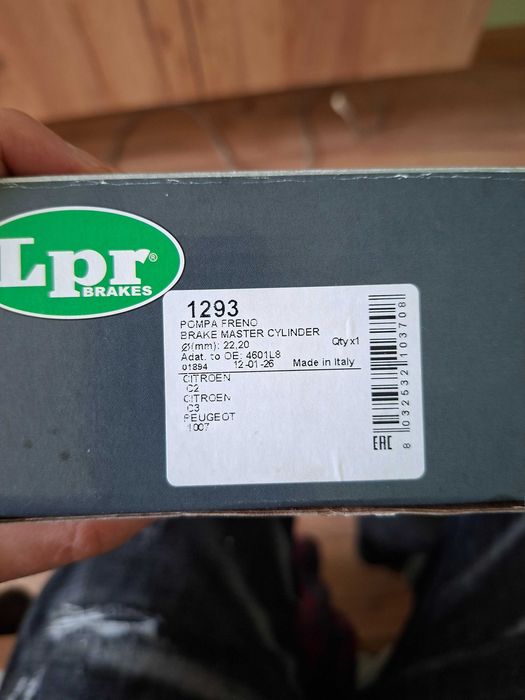 Lpr®
BRAKES
1293
POMPA FRENO
BRAKE MASTER CYLINDER
Ø(mm): 22,20 Qty x1
Adat. to OE: 4601L8
01894 12-01-26 Made in Italy
CITROEN
C2
CITROEN
C3
PEUGEOT
1007
EAC
8 032532 103708